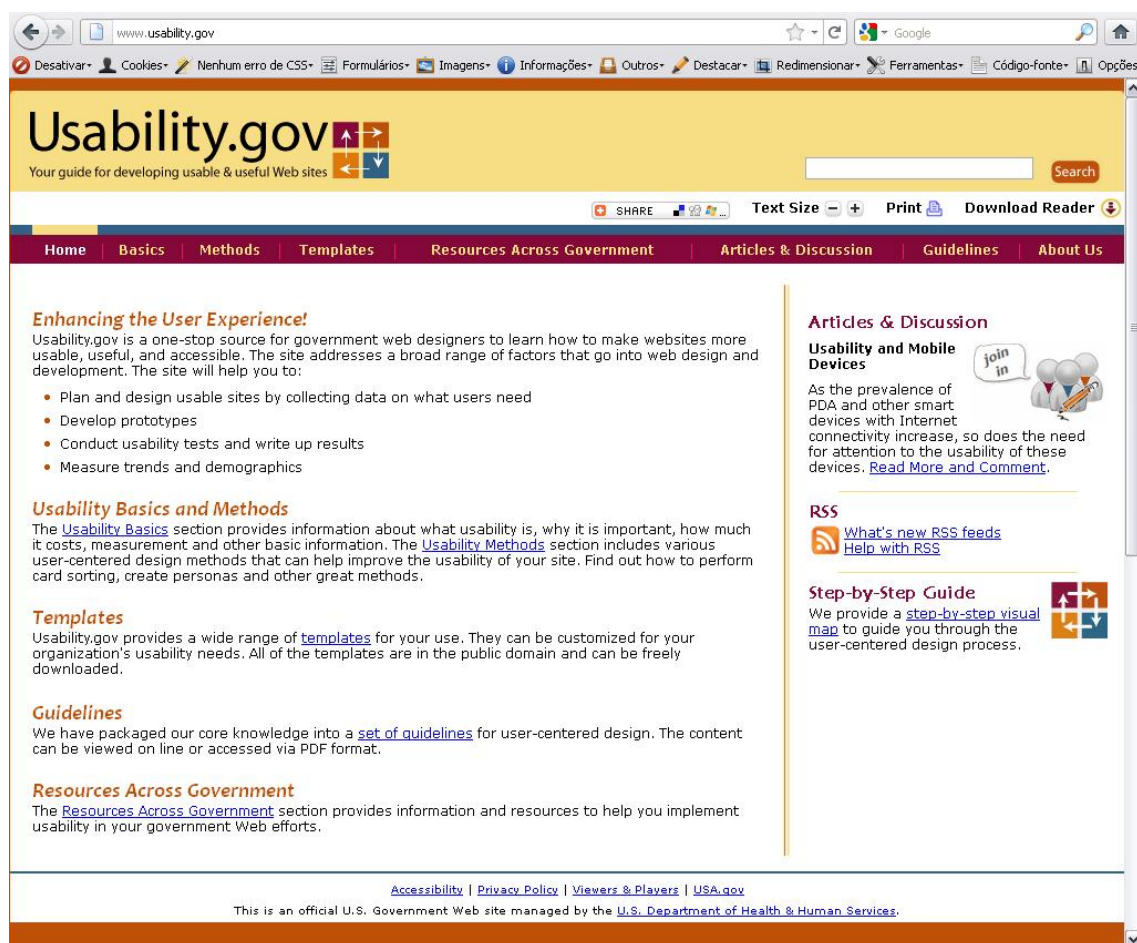 www.usability.gov
Google
Desativar Cookies Nenhum erro de CSS Formulários Imagens Informações Outros Destacar Redimensionar Ferramentas Código-fonte Opções
Usability.gov
Your guide for developing usable & useful Web sites
Search
SHARE ... Text Size − + Print Download Reader
Home | Basics | Methods | Templates | Resources Across Government | Articles & Discussion | Guidelines | About Us
Enhancing the User Experience!
Usability.gov is a one-stop source for government web designers to learn how to make websites more
usable, useful, and accessible. The site addresses a broad range of factors that go into web design and
development. The site will help you to:
• Plan and design usable sites by collecting data on what users need
• Develop prototypes
• Conduct usability tests and write up results
• Measure trends and demographics
Usability Basics and Methods
The Usability Basics section provides information about what usability is, why it is important, how much
it costs, measurement and other basic information. The Usability Methods section includes various
user-centered design methods that can help improve the usability of your site. Find out how to perform
card sorting, create personas and other great methods.
Templates
Usability.gov provides a wide range of templates for your use. They can be customized for your
organization's usability needs. All of the templates are in the public domain and can be freely
downloaded.
Guidelines
We have packaged our core knowledge into a set of guidelines for user-centered design. The content
can be viewed on line or accessed via PDF format.
Resources Across Government
The Resources Across Government section provides information and resources to help you implement
usability in your government Web efforts.
Articles & Discussion
Usability and Mobile
Devices
join
in
As the prevalence of
PDA and other smart
devices with Internet
connectivity increase, so does the need
for attention to the usability of these
devices. Read More and Comment.
RSS
What's new RSS feeds
Help with RSS
Step-by-Step Guide
We provide a step-by-step visual
map to guide you through the
user-centered design process.
Accessibility | Privacy Policy | Viewers & Players | USA.gov
This is an official U.S. Government Web site managed by the U.S. Department of Health & Human Services.